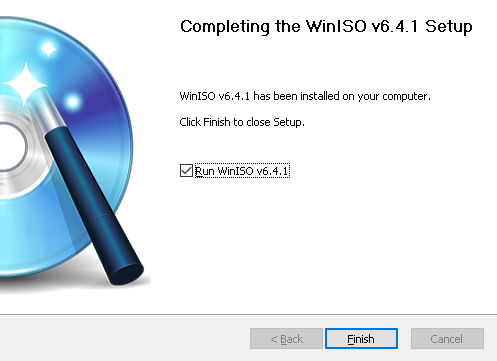 Completing the WinISO v6.4.1 Setup
WinISO v6.4.1 has been installed on your computer.
Click Finish to close Setup.
Run WinISO v6.4.1
< Back Finish Cancel